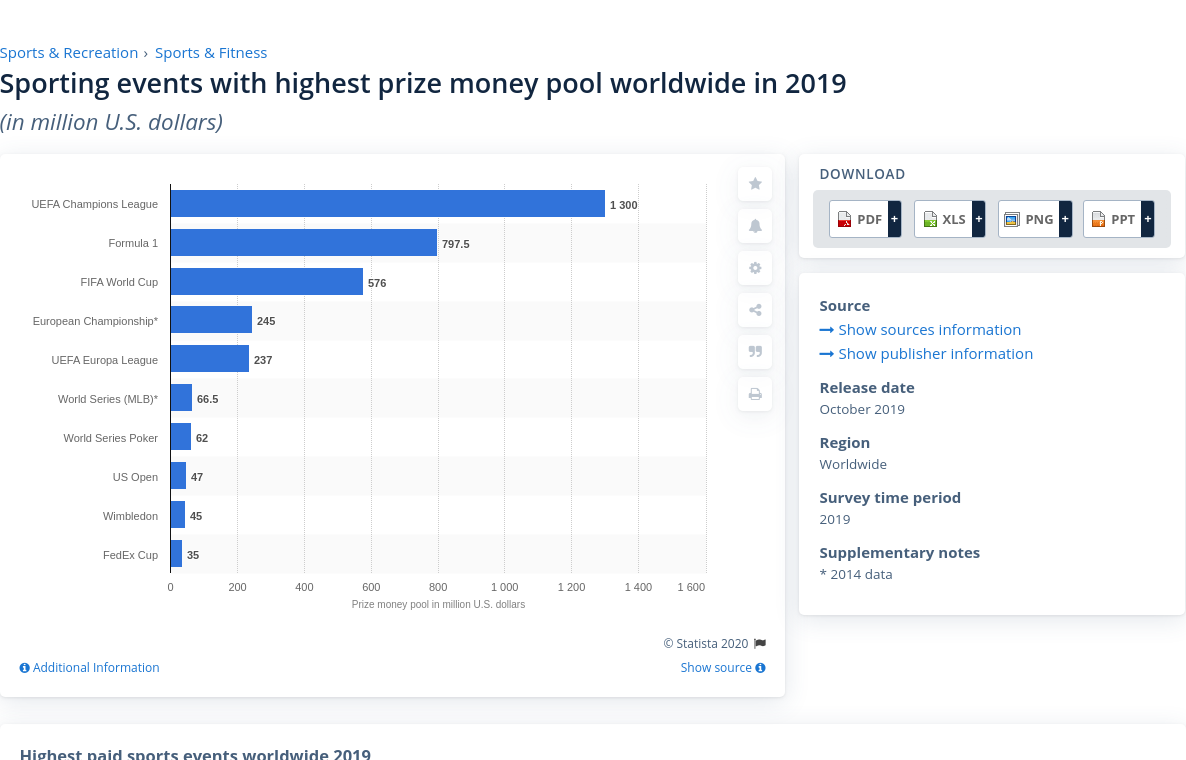 Sports & Recreation › Sports & Fitness
Sporting events with highest prize money pool worldwide in 2019
(in million U.S. dollars)
UEFA Champions League 1 300
Formula 1 797.5
FIFA World Cup 576
European Championship* 245
UEFA Europa League 237
World Series (MLB)* 66.5
World Series Poker 62
US Open 47
Wimbledon 45
FedEx Cup 35
0 200 400 600 800 1 000 1 200 1 400 1 600
Prize money pool in million U.S. dollars
© Statista 2020
Additional Information
Show source
DOWNLOAD
PDF + XLS + PNG + PPT +
Source
Show sources information
Show publisher information
Release date
October 2019
Region
Worldwide
Survey time period
2019
Supplementary notes
* 2014 data
Highest paid sports events worldwide 2019